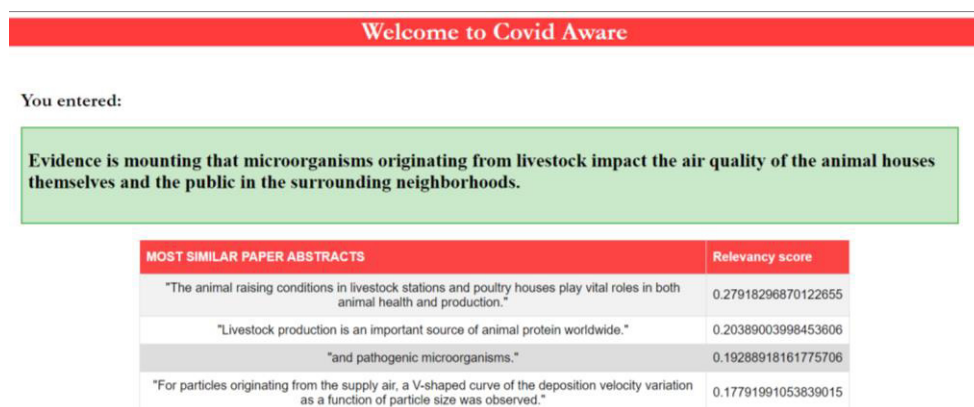 Welcome to Covid Aware
You entered:
Evidence is mounting that microorganisms originating from livestock impact the air quality of the animal houses
themselves and the public in the surrounding neighborhoods.
MOST SIMILAR PAPER ABSTRACTS Relevancy score
"The animal raising conditions in livestock stations and poultry houses play vital roles in both
animal health and production." 0.27918296870122655
"Livestock production is an important source of animal protein worldwide." 0.20389003998453606
"and pathogenic microorganisms." 0.19288918161775706
"For particles originating from the supply air, a V-shaped curve of the deposition velocity variation
as a function of particle size was observed." 0.17791991053839015